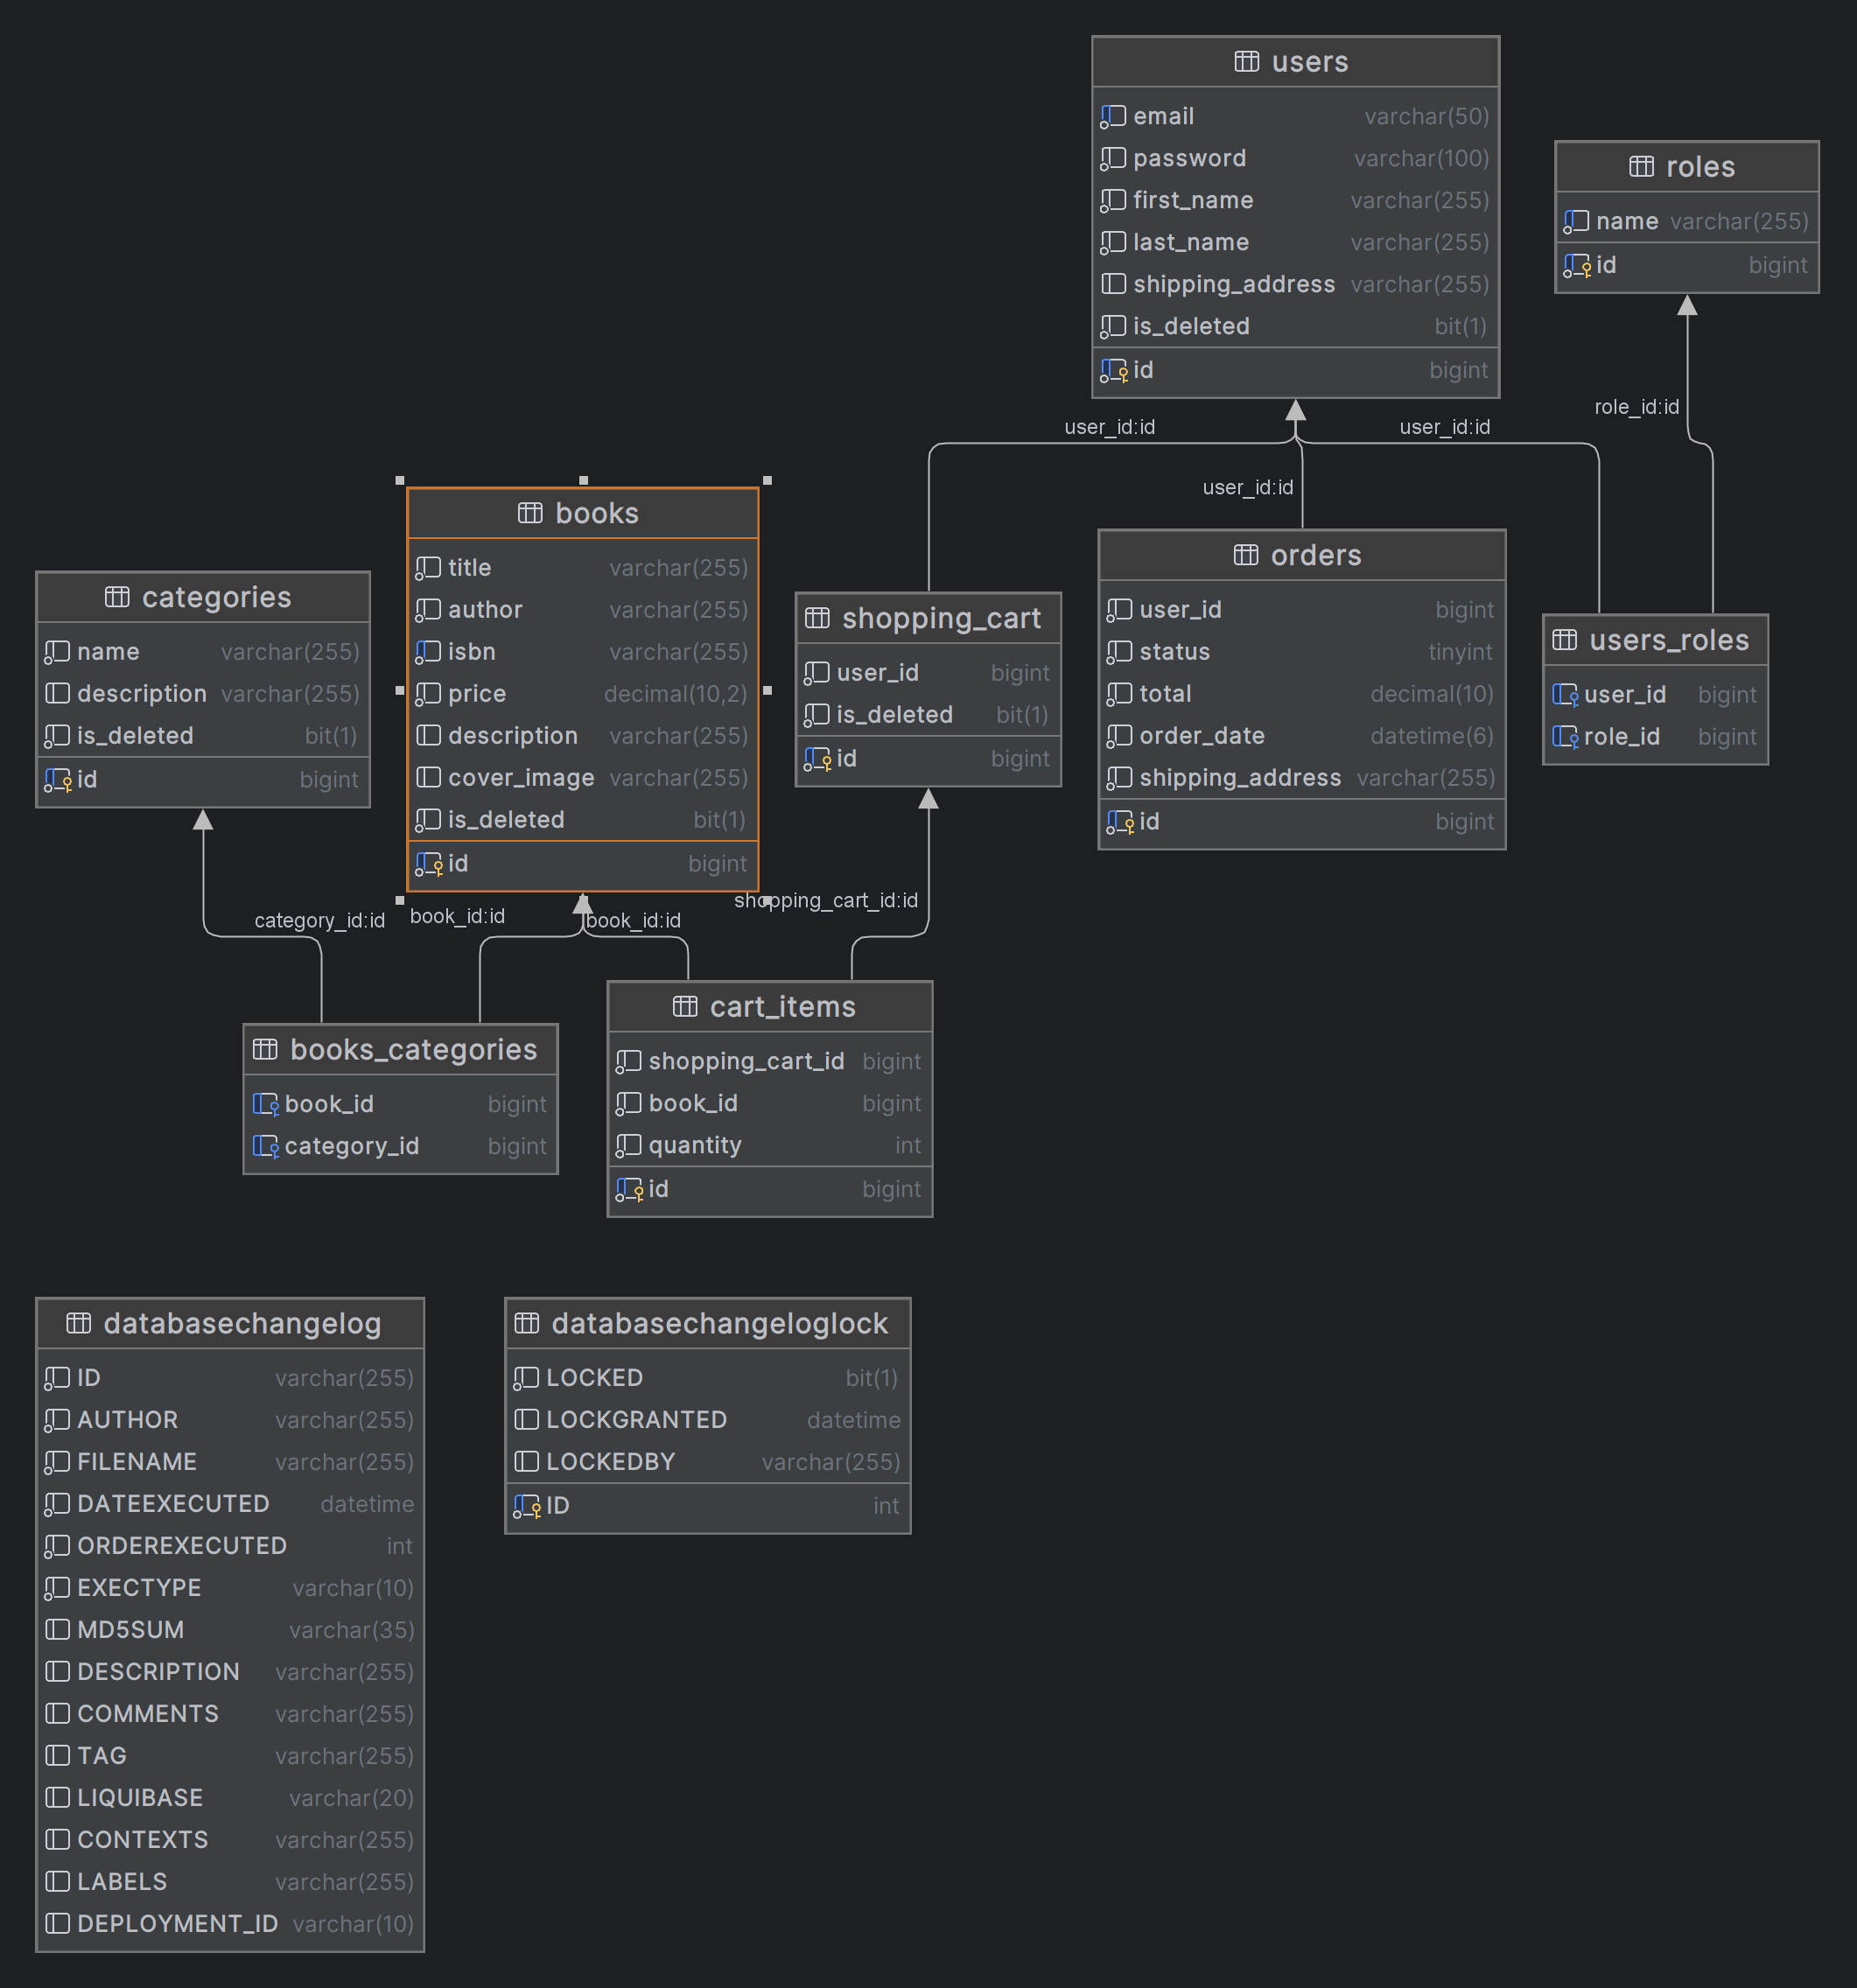 users
email varchar(50)
password varchar(100)
first_name varchar(255)
last_name varchar(255)
shipping_address varchar(255)
is_deleted bit(1)
id bigint
roles
name varchar(255)
id bigint
user_id:id
user_id:id
role_id:id
user_id:id
books
title varchar(255)
author varchar(255)
isbn varchar(255)
price decimal(10,2)
description varchar(255)
cover_image varchar(255)
is_deleted bit(1)
id bigint
categories
name varchar(255)
description varchar(255)
is_deleted bit(1)
id bigint
shopping_cart
user_id bigint
is_deleted bit(1)
id bigint
orders
user_id bigint
status tinyint
total decimal(10)
order_date datetime(6)
shipping_address varchar(255)
id bigint
users_roles
user_id bigint
role_id bigint
category_id:id
book_id:id
book_id:id
shopping_cart_id:id
books_categories
book_id bigint
category_id bigint
cart_items
shopping_cart_id bigint
book_id bigint
quantity int
id bigint
databasechangelog
ID varchar(255)
AUTHOR varchar(255)
FILENAME varchar(255)
DATEEXECUTED datetime
ORDEREXECUTED int
EXECTYPE varchar(10)
MD5SUM varchar(35)
DESCRIPTION varchar(255)
COMMENTS varchar(255)
TAG varchar(255)
LIQUIBASE varchar(20)
CONTEXTS varchar(255)
LABELS varchar(255)
DEPLOYMENT_ID varchar(10)
databasechangeloglock
LOCKED bit(1)
LOCKGRANTED datetime
LOCKEDBY varchar(255)
ID int